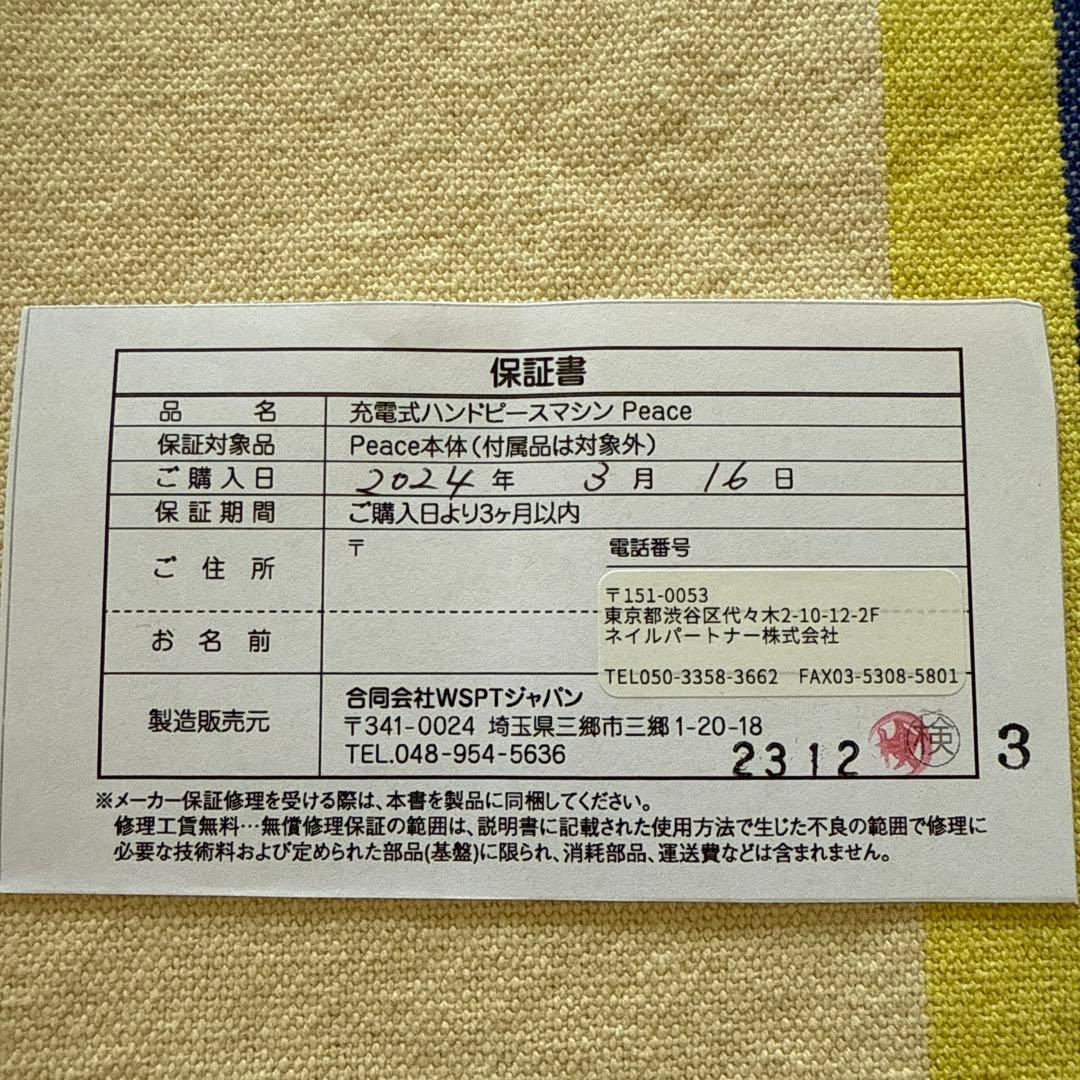 保証書
品名 充電式ハンドピースマシン Peace
保証対象品 Peace本体（付属品は対象外）
ご購入日 2024年 3月 16日
保証期間 ご購入日より3ヶ月以内
ご住所 〒 電話番号
〒151-0053
東京都渋谷区代々木2-10-12-2F
ネイルパートナー株式会社
TEL050-3358-3662 FAX03-5308-5801
お名前
製造販売元
合同会社WSPTジャパン
〒341-0024 埼玉県三郷市三郷1-20-18
TEL.048-954-5636
2312 検 3
※メーカー保証修理を受ける際は、本書を製品に同梱してください。
修理工賃無料…無償修理保証の範囲は、説明書に記載された使用方法で生じた不良の範囲で修理に
必要な技術料および定められた部品(基盤)に限られ、消耗部品、運送費などは含まれません。